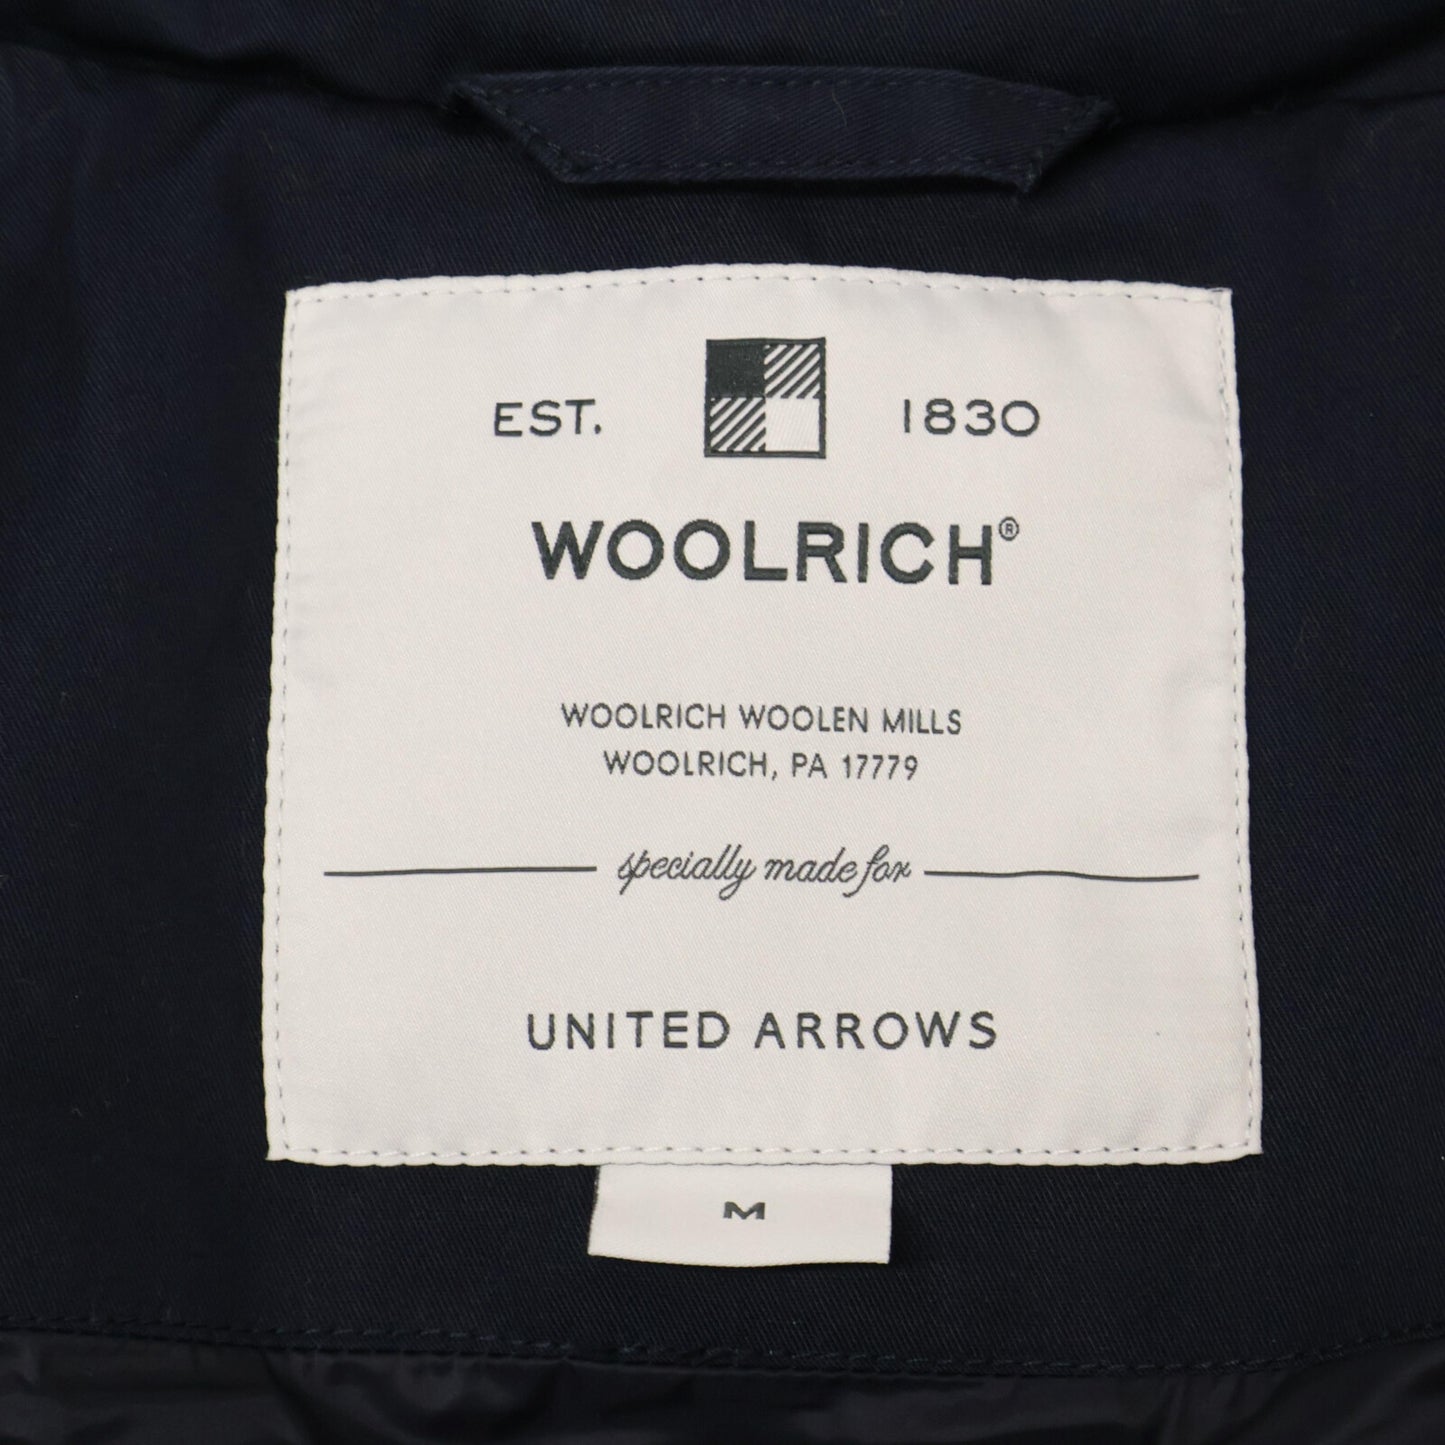 EST. 1830
WOOLRICH®
WOOLRICH WOOLEN MILLS
WOOLRICH, PA 17779
specially made for
UNITED ARROWS
M